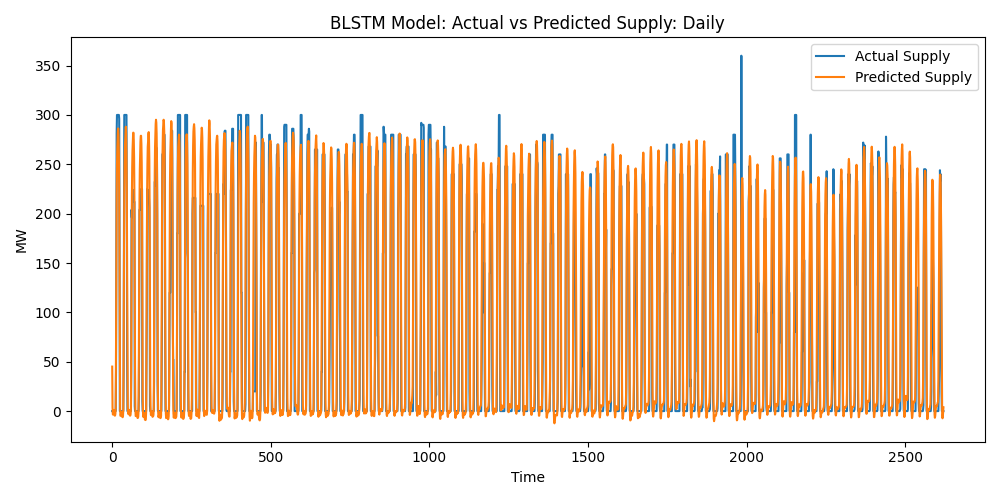 BLSTM Model: Actual vs Predicted Supply: Daily
Actual Supply
Predicted Supply
MW
350
300
250
200
150
100
50
0
0 500 1000 1500 2000 2500
Time